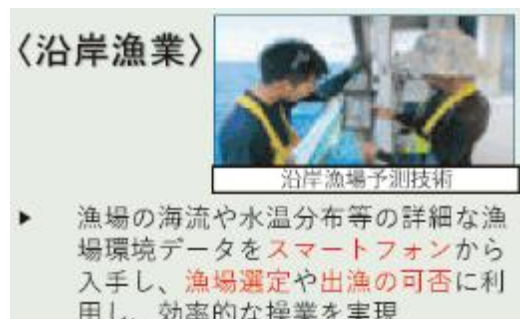 〈沿岸漁業〉
沿岸漁場予測技術
▶ 漁場の海流や水温分布等の詳細な漁
場環境データをスマートフォンから
入手し、漁場選定や出漁の可否に利
用し、効率的な操業を実現